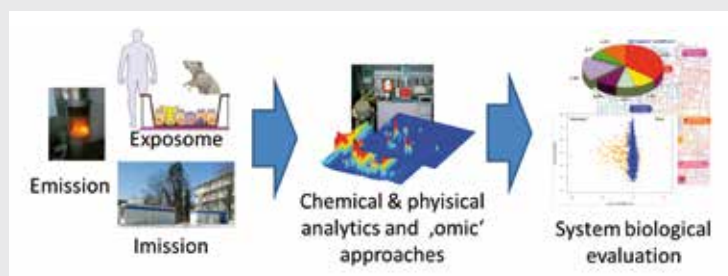 Exposome
Emission
Imission
Chemical & phyisical
analytics and ‚omic‘
approaches
System biological
evaluation